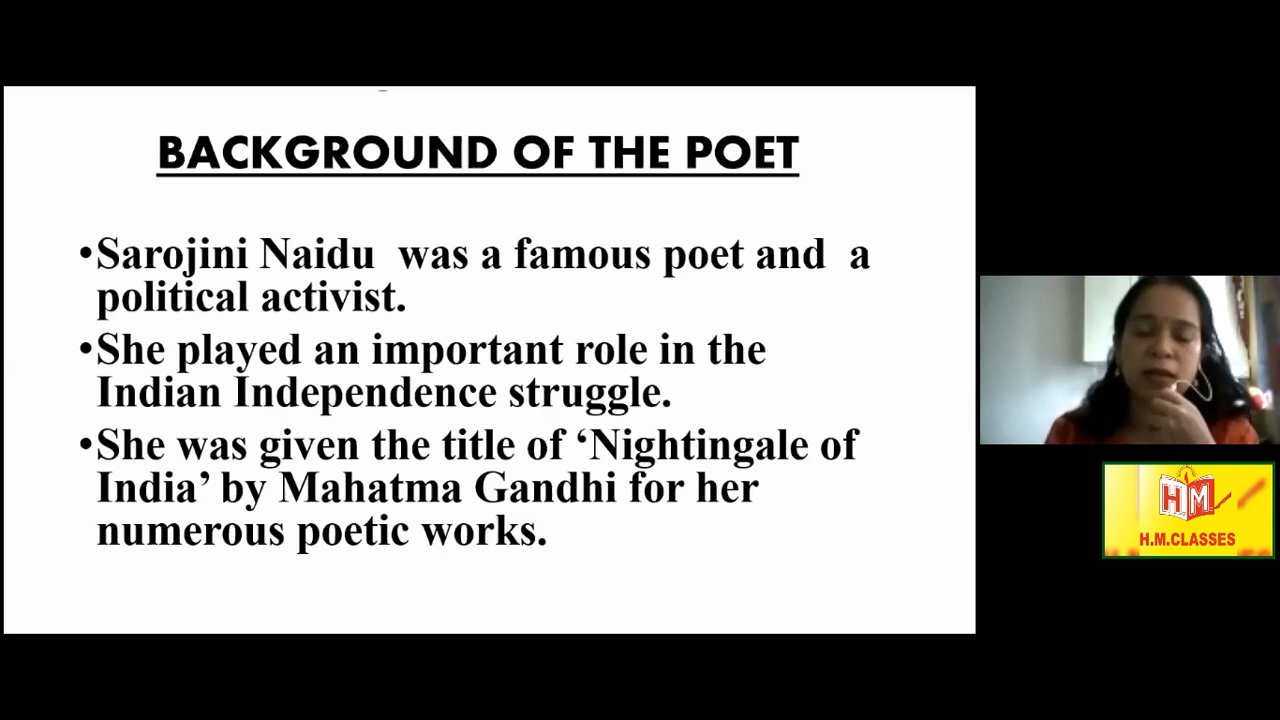 BACKGROUND OF THE POET
•Sarojini Naidu was a famous poet and a
political activist.
•She played an important role in the
Indian Independence struggle.
•She was given the title of ‘Nightingale of
India’ by Mahatma Gandhi for her
numerous poetic works.
HM
H.M.CLASSES